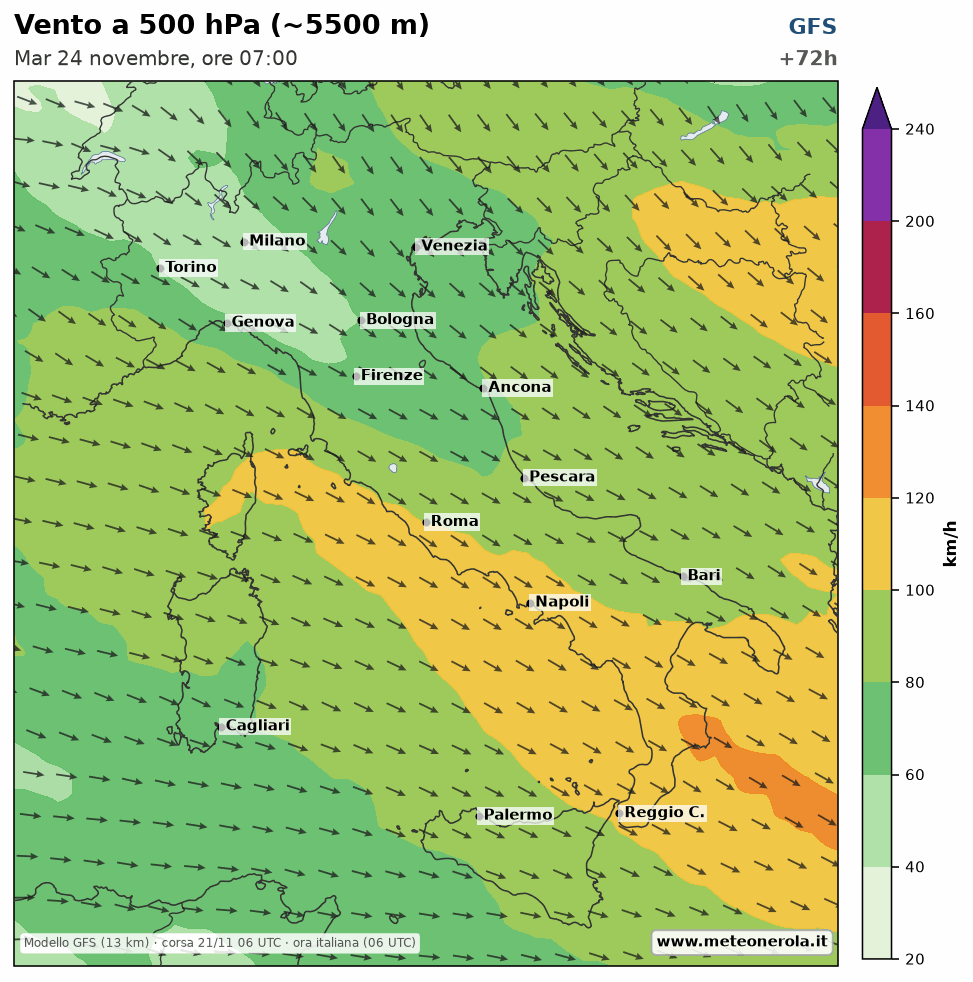 Vento a 500 hPa (~5500 m)
GFS
Mar 24 novembre, ore 07:00
+72h
240
200
160
140
120
100
80
60
40
20
km/h
Milano
Venezia
Torino
Genova
Bologna
Firenze
Ancona
Pescara
Roma
Bari
Napoli
Cagliari
Palermo
Reggio C.
Modello GFS (13 km) · corsa 21/11 06 UTC · ora italiana (06 UTC)
www.meteonerola.it